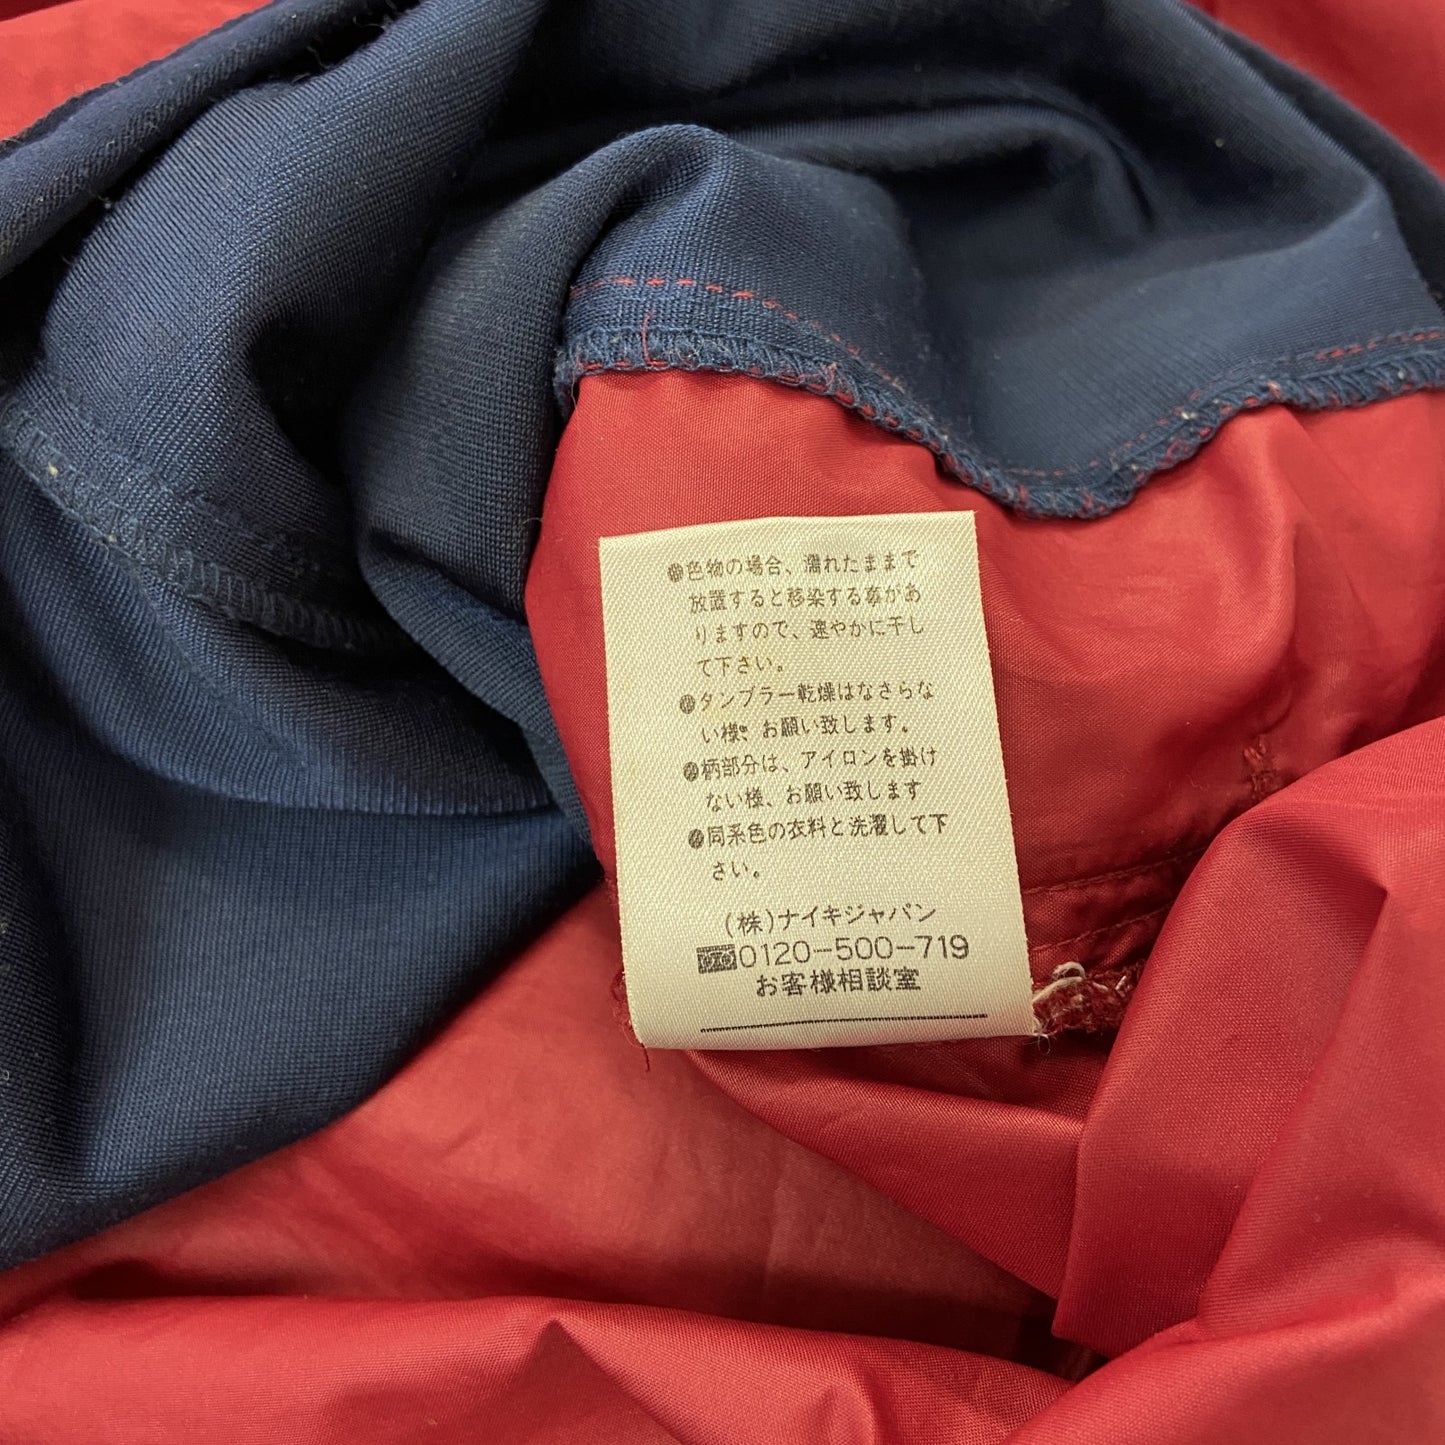 ●色物の場合、濡れたままで
放置すると移染する事があ
りますので、速やかに干し
て下さい。
●タンブラー乾燥はなさらな
い様、お願い致します。
●柄部分は、アイロンを掛け
ない様、お願い致します
●同系色の衣料と洗濯して下
さい。
(株)ナイキジャパン
0120-500-719
お客様相談室